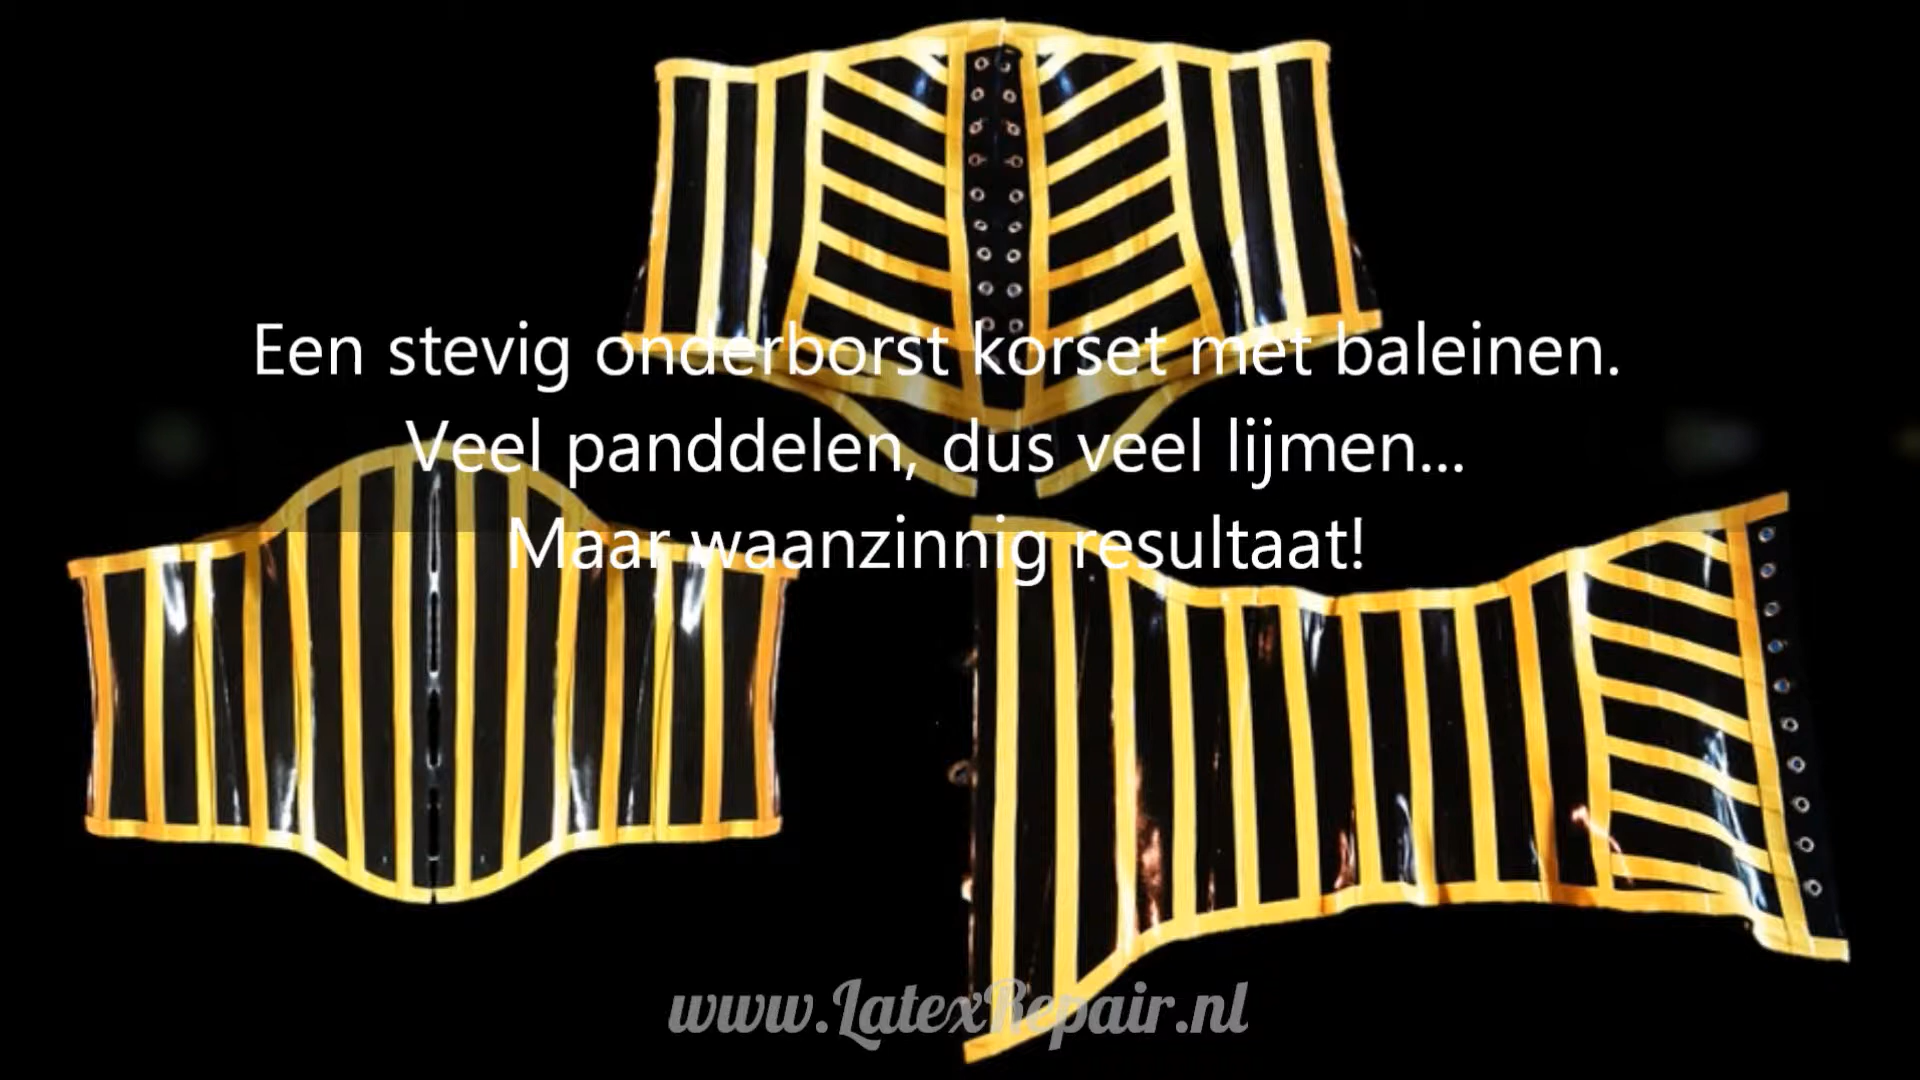 Een stevig onderborst korset met baleinen.
Veel panddelen, dus veel lijmen...
Maar waanzinnig resultaat!
www.LatexRepair.nl